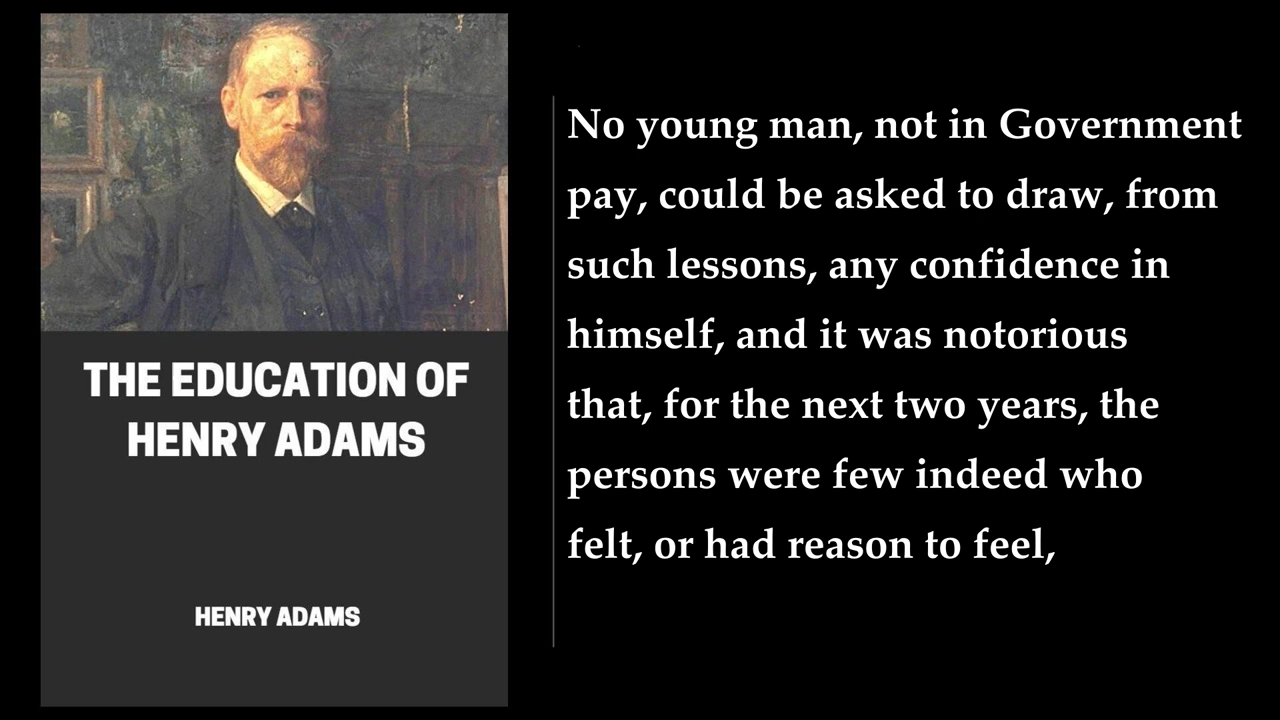 THE EDUCATION OF
HENRY ADAMS
HENRY ADAMS
No young man, not in Government
pay, could be asked to draw, from
such lessons, any confidence in
himself, and it was notorious
that, for the next two years, the
persons were few indeed who
felt, or had reason to feel,